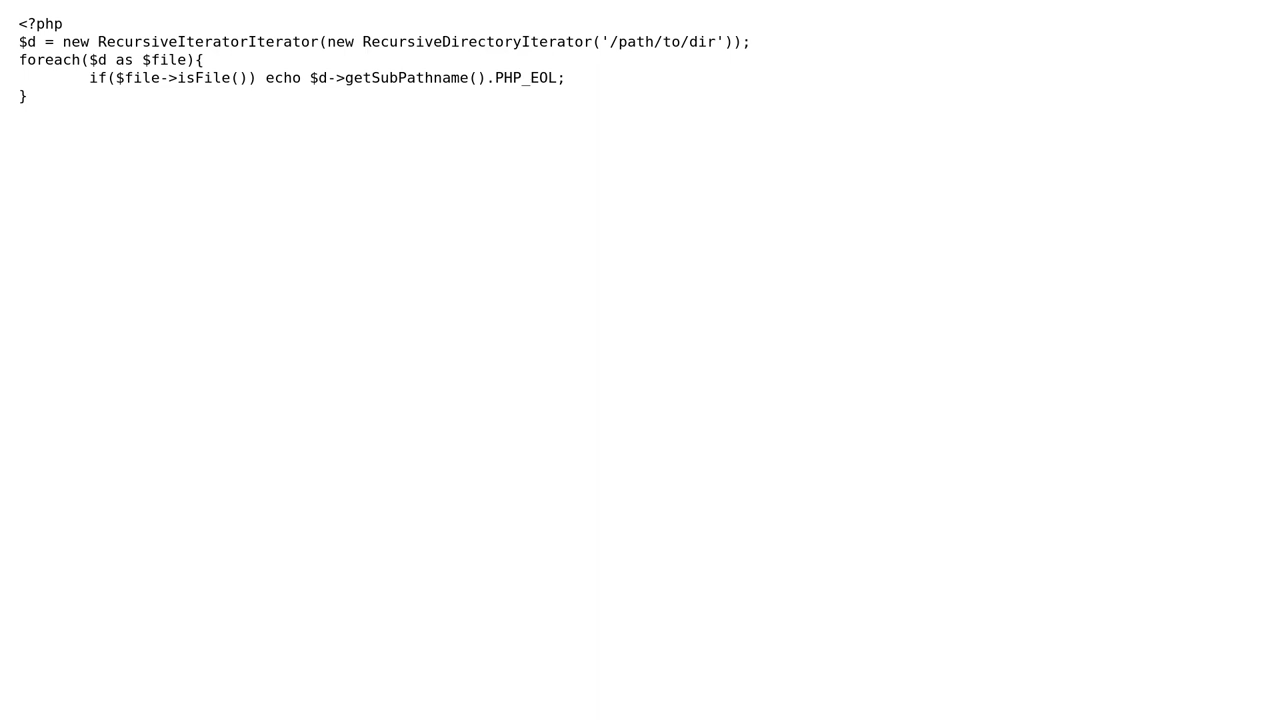 <?php
$d = new RecursiveIteratorIterator(new RecursiveDirectoryIterator('/path/to/dir'));
foreach($d as $file){
        if($file->isFile()) echo $d->getSubPathname().PHP_EOL;
}